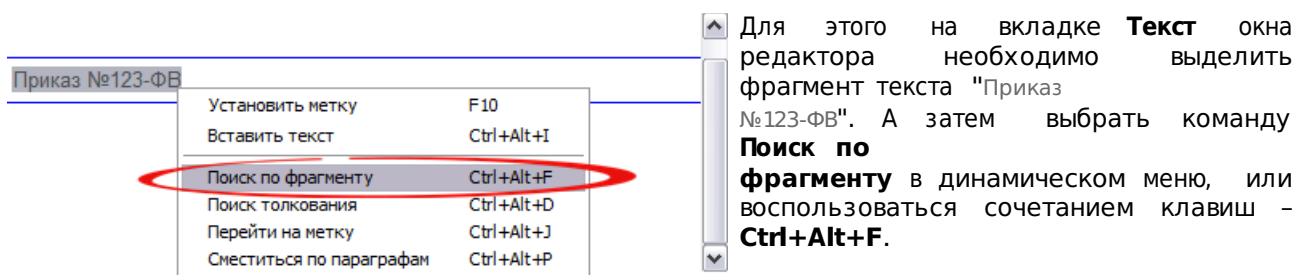 Приказ №123-ФВ
Установить метку F10
Вставить текст Ctrl+Alt+I
Поиск по фрагменту Ctrl+Alt+F
Поиск толкования Ctrl+Alt+D
Перейти на метку Ctrl+Alt+J
Сместиться по параграфам Ctrl+Alt+P
Для этого на вкладке Текст окна
редактора необходимо выделить
фрагмент текста "Приказ
№123-ФВ". А затем выбрать команду
Поиск по
фрагменту в динамическом меню, или
воспользоваться сочетанием клавиш –
Ctrl+Alt+F.